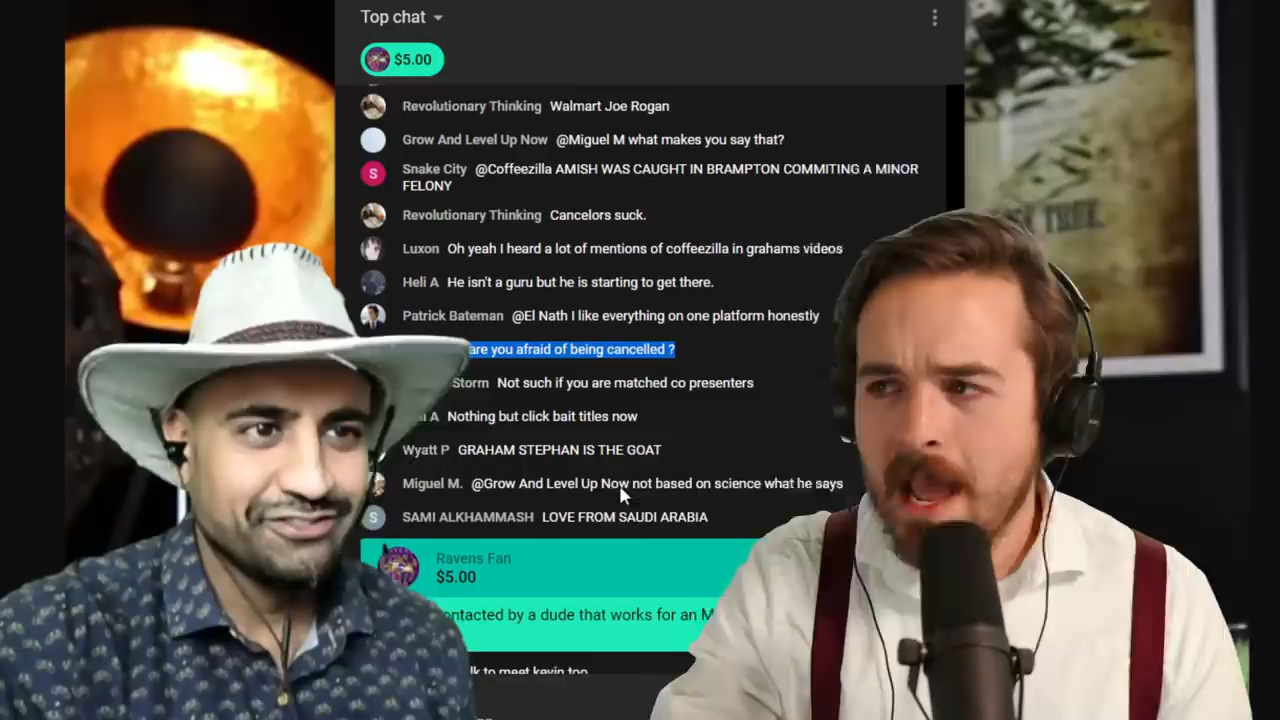 Top chat
$5.00
Revolutionary Thinking Walmart Joe Rogan
Grow And Level Up Now @Miguel M what makes you say that?
S Snake City @Coffeezilla AMISH WAS CAUGHT IN BRAMPTON COMMITING A MINOR
FELONY
Revolutionary Thinking Cancelors suck.
Luxon Oh yeah I heard a lot of mentions of coffeezilla in grahams videos
Heli A He isn't a guru but he is starting to get there.
Patrick Bateman @El Nath I like everything on one platform honestly
are you afraid of being cancelled ?
Storm Not such if you are matched co presenters
A Nothing but click bait titles now
Wyatt P GRAHAM STEPHAN IS THE GOAT
Miguel M. @Grow And Level Up Now not based on science what he says
S SAMI ALKHAMMASH LOVE FROM SAUDI ARABIA
Ravens Fan
$5.00
ontacted by a dude that works for an M
lk to meet kevin too
TREE